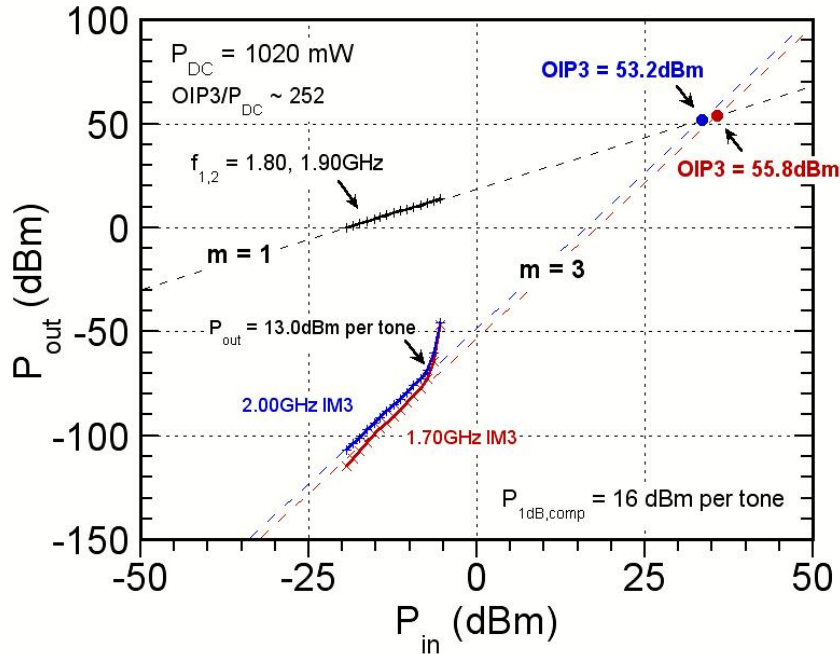 100
50
0
-50
-100
-150
P_out (dBm)
P_DC = 1020 mW
OIP3/P_DC ~ 252
f_1,2 = 1.80, 1.90GHz
OIP3 = 53.2dBm
OIP3 = 55.8dBm
m = 1
m = 3
P_out = 13.0dBm per tone
2.00GHz IM3
1.70GHz IM3
P_1dB,comp = 16 dBm per tone
-50
-25
0
25
50
P_in (dBm)